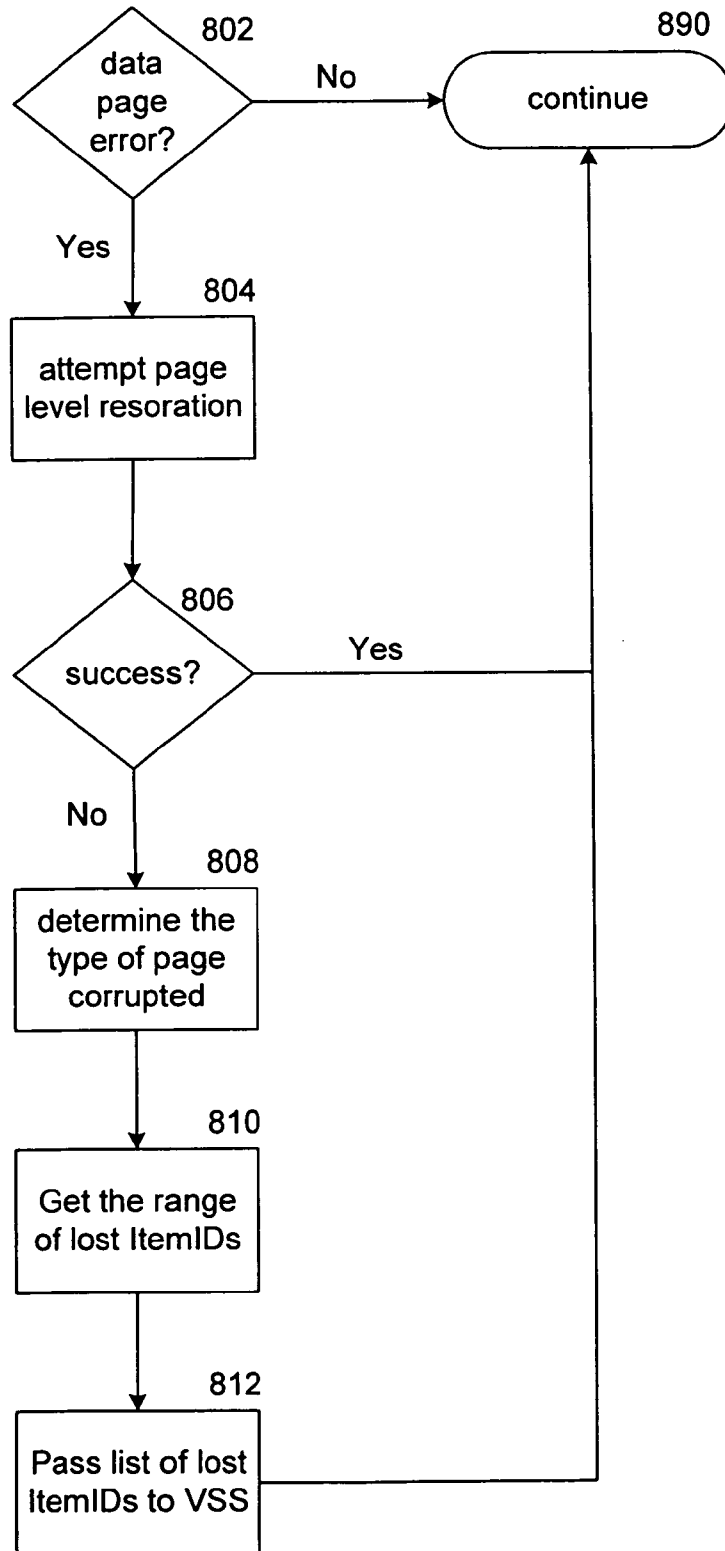 802
data
page
error?
No
890
continue
Yes
804
attempt page
level resoration
806
success?
Yes
No
808
determine the
type of page
corrupted
810
Get the range
of lost ItemIDs
812
Pass list of lost
ItemIDs to VSS